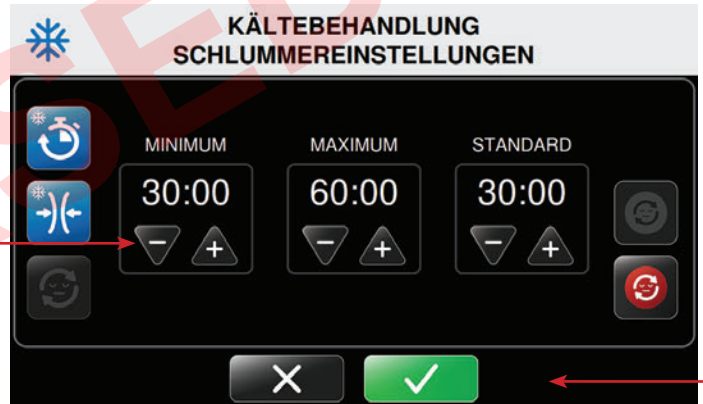 KÄLTEBEHANDLUNG
SCHLUMMEREINSTELLUNGEN
MINIMUM MAXIMUM STANDARD
30:00 60:00 30:00
- + - + - +